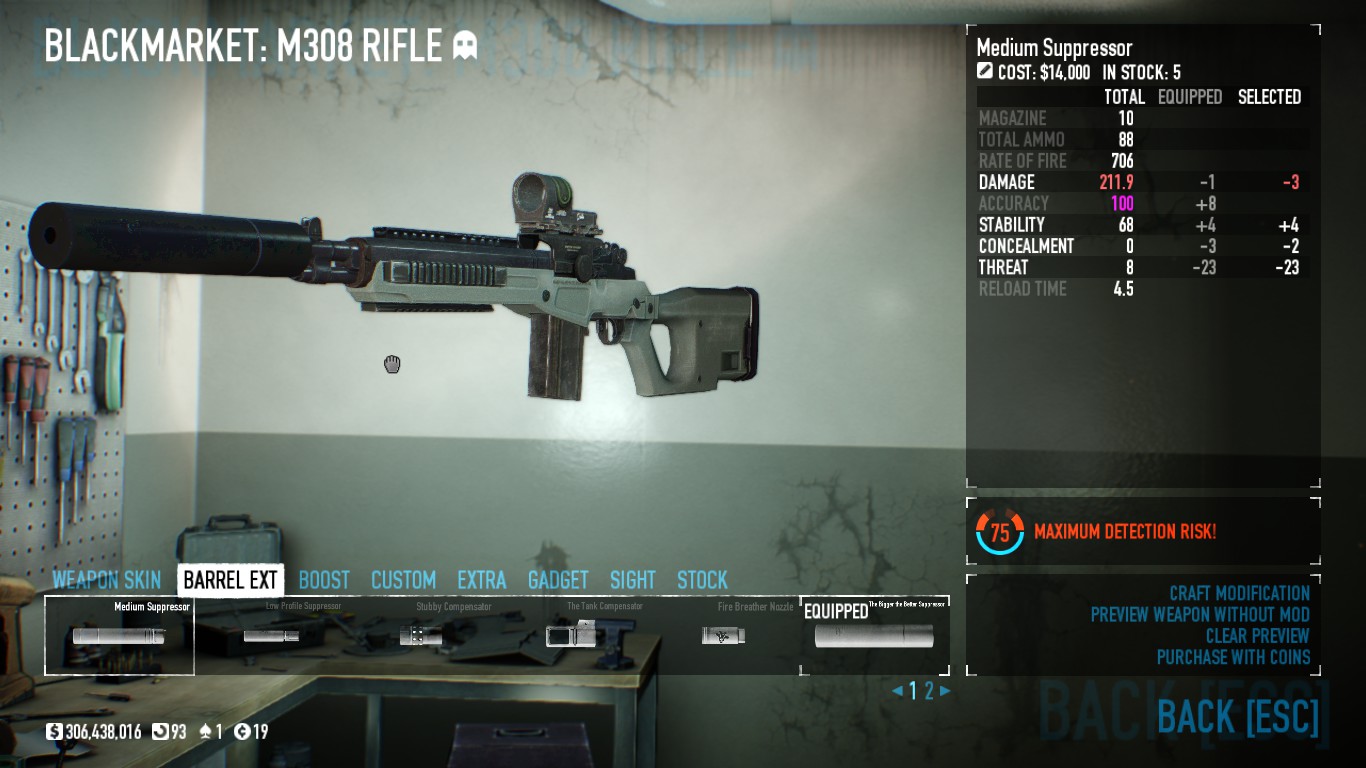 BLACKMARKET: M308 RIFLE
Medium Suppressor
COST: $14,000 IN STOCK: 5
TOTAL EQUIPPED SELECTED
MAGAZINE 10
TOTAL AMMO 88
RATE OF FIRE 706
DAMAGE 211.9 -1 -3
ACCURACY 100 +8
STABILITY 68 +4 +4
CONCEALMENT 0 -3 -2
THREAT 8 -23 -23
RELOAD TIME 4.5
75 MAXIMUM DETECTION RISK!
WEAPON SKIN BARREL EXT BOOST CUSTOM EXTRA GADGET SIGHT STOCK
Medium Suppressor Low Profile Suppressor Stubby Compensator The Tank Compensator Fire Breather Nozzle EQUIPPED The Bigger the Better Suppressor
1 2
CRAFT MODIFICATION
PREVIEW WEAPON WITHOUT MOD
CLEAR PREVIEW
PURCHASE WITH COINS
$306,438,016 93 1 C 19
BACK [ESC]